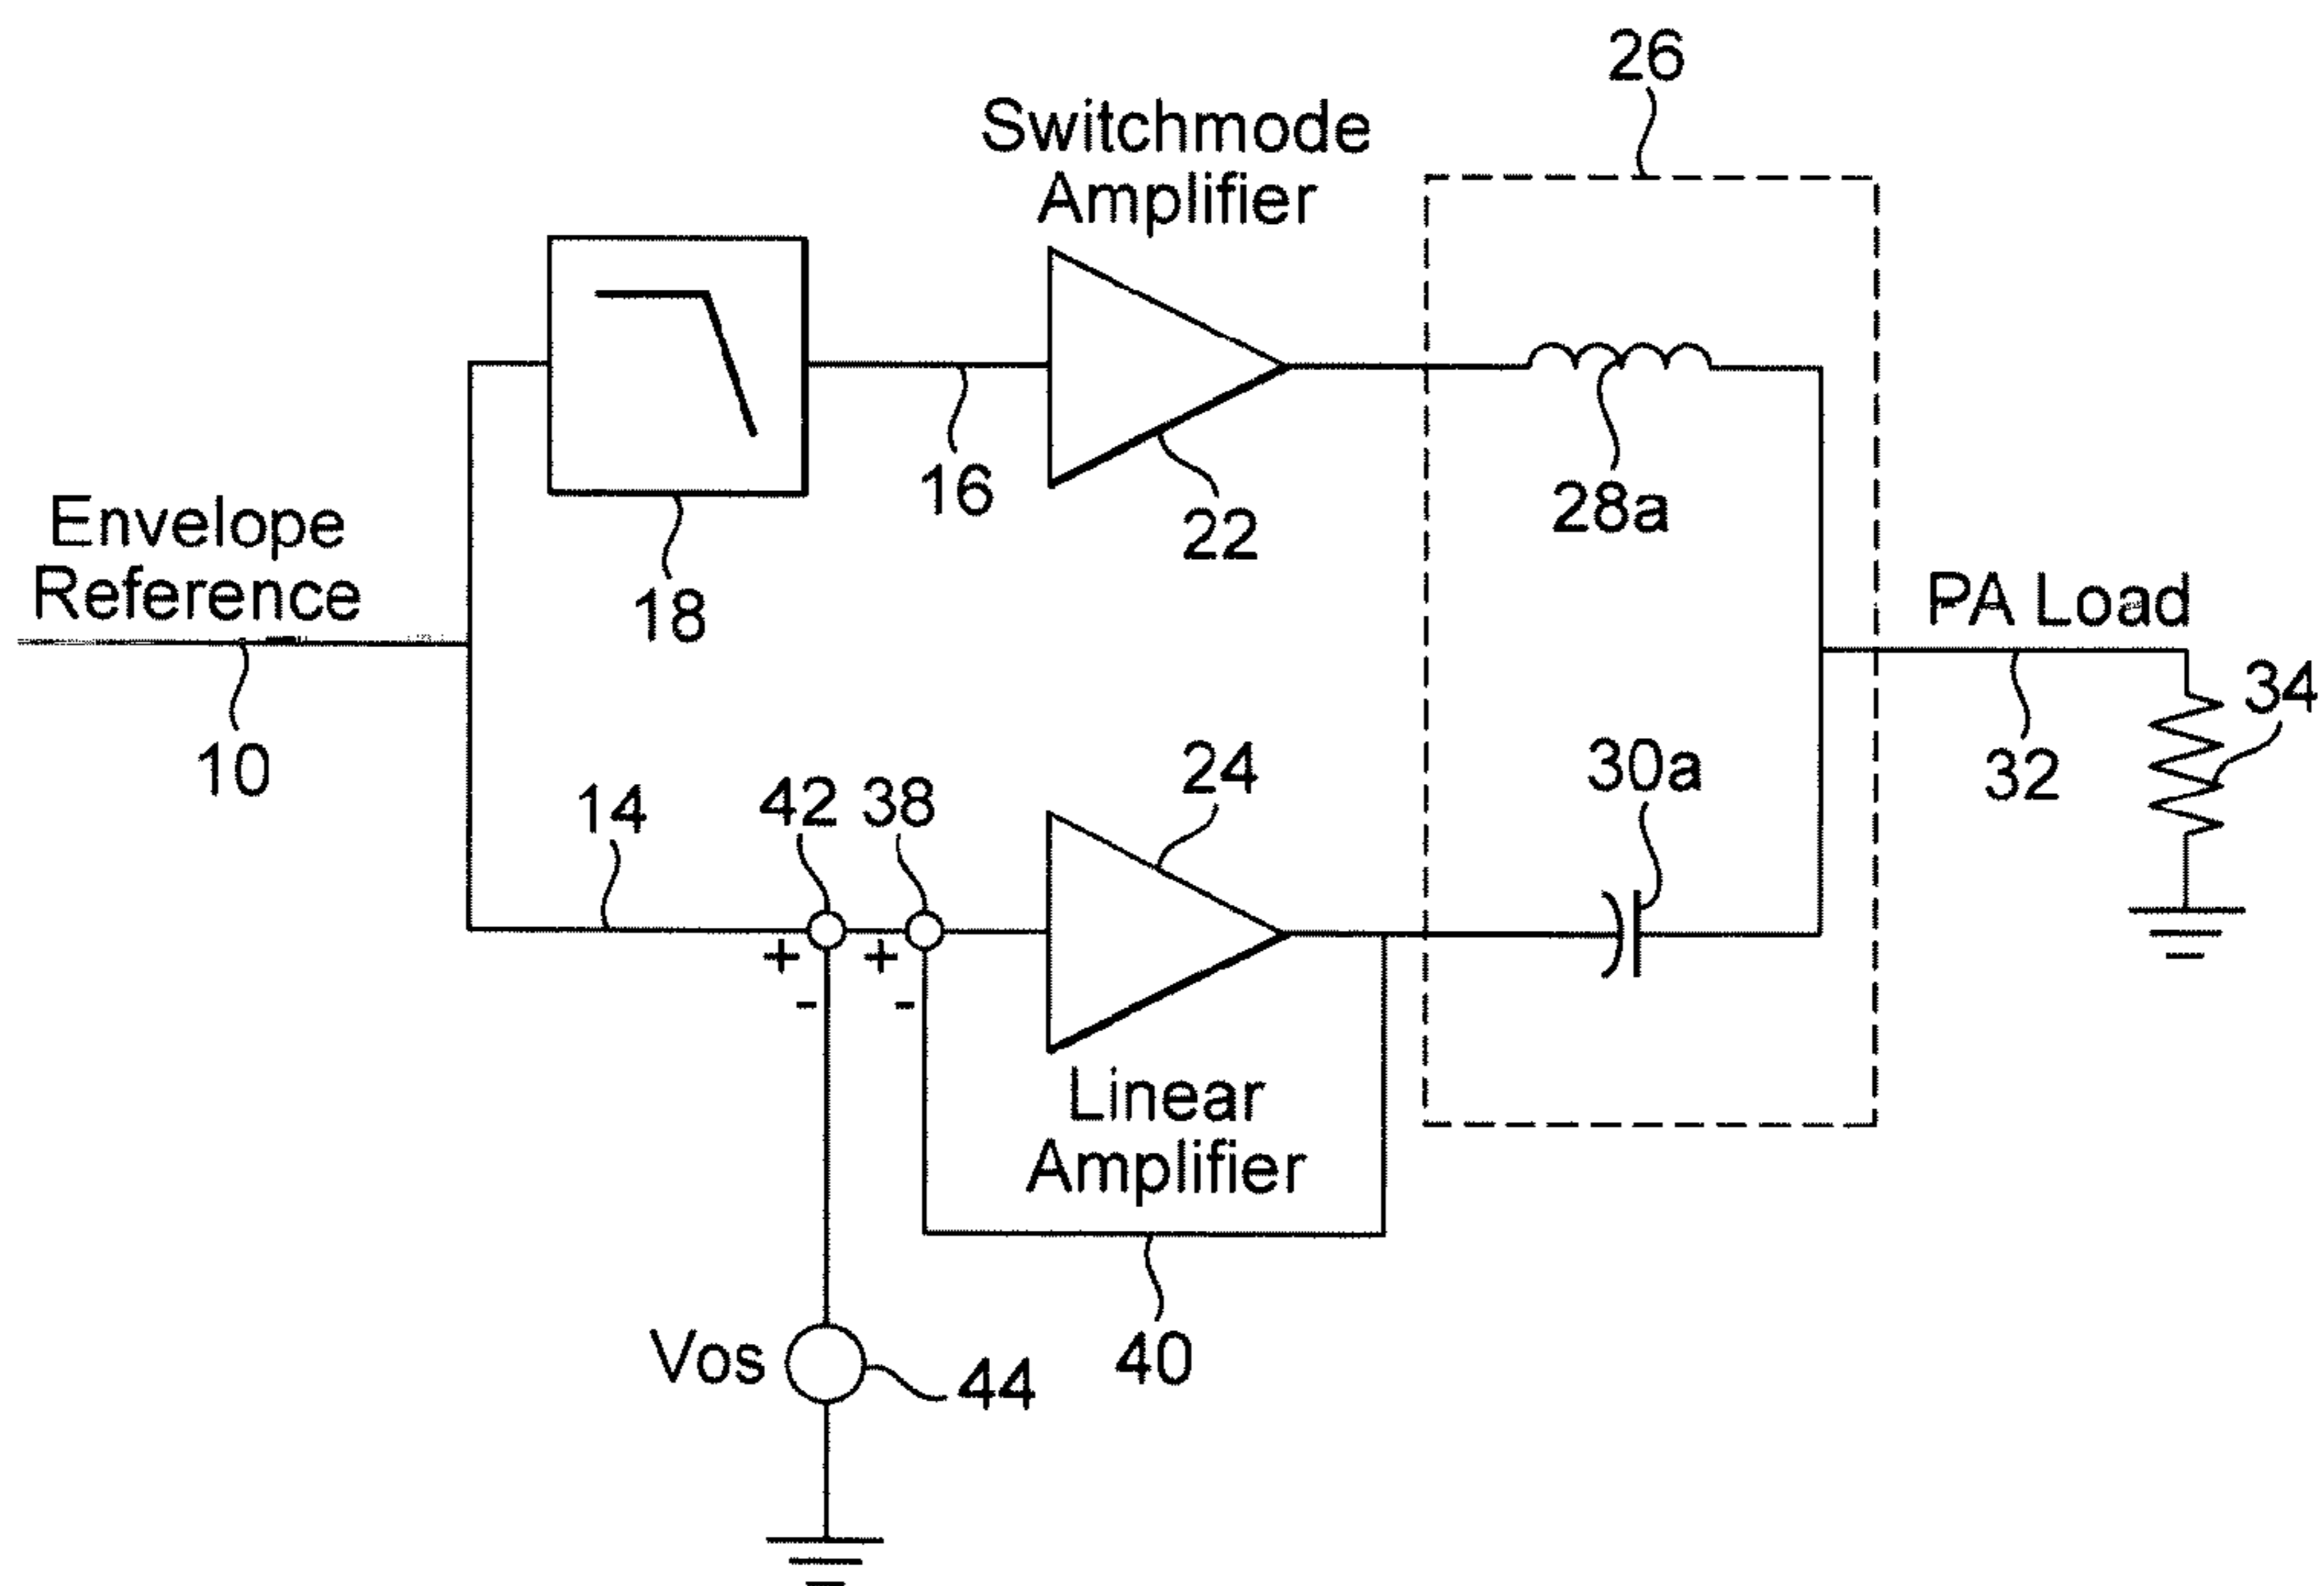 26
Switchmode
Amplifier
16
22
28a
18
Envelope
Reference
10
PA Load
32
34
14
42
38
24
30a
+
-
+
-
Linear
Amplifier
40
Vos
44